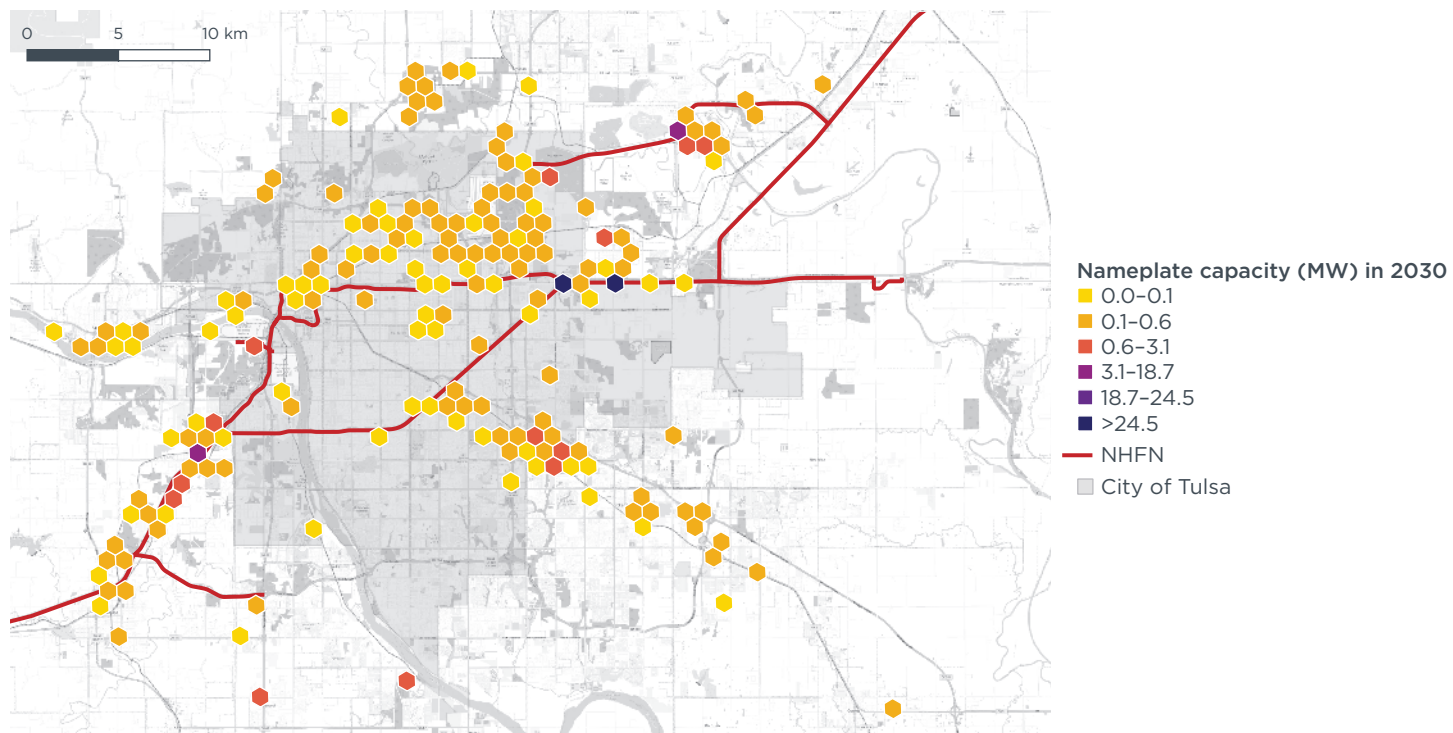 0 5 10 km
Nameplate capacity (MW) in 2030
0.0–0.1
0.1–0.6
0.6–3.1
3.1–18.7
18.7–24.5
>24.5
NHFN
City of Tulsa